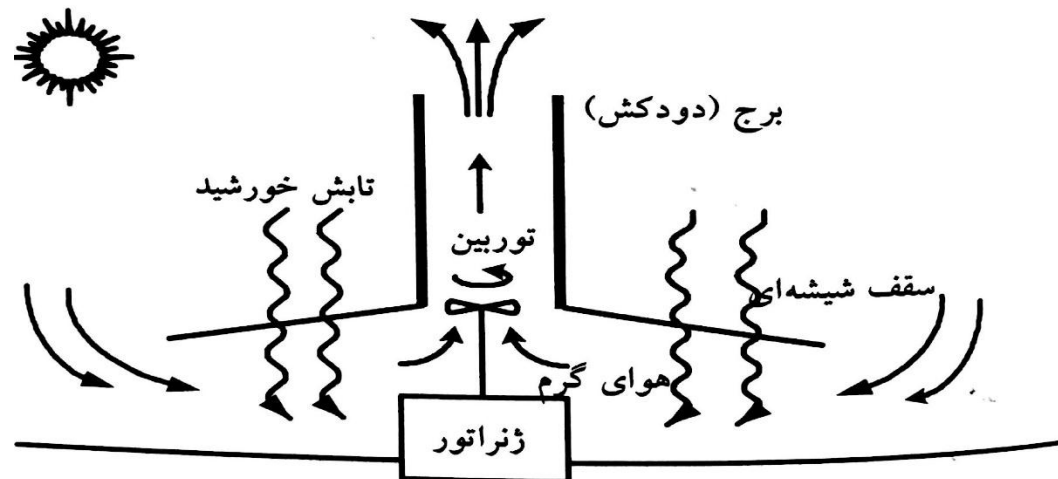 برج (دودکش)
تابش خورشید
توربین
سقف شیشه‌ای
هوای گرم
ژنراتور